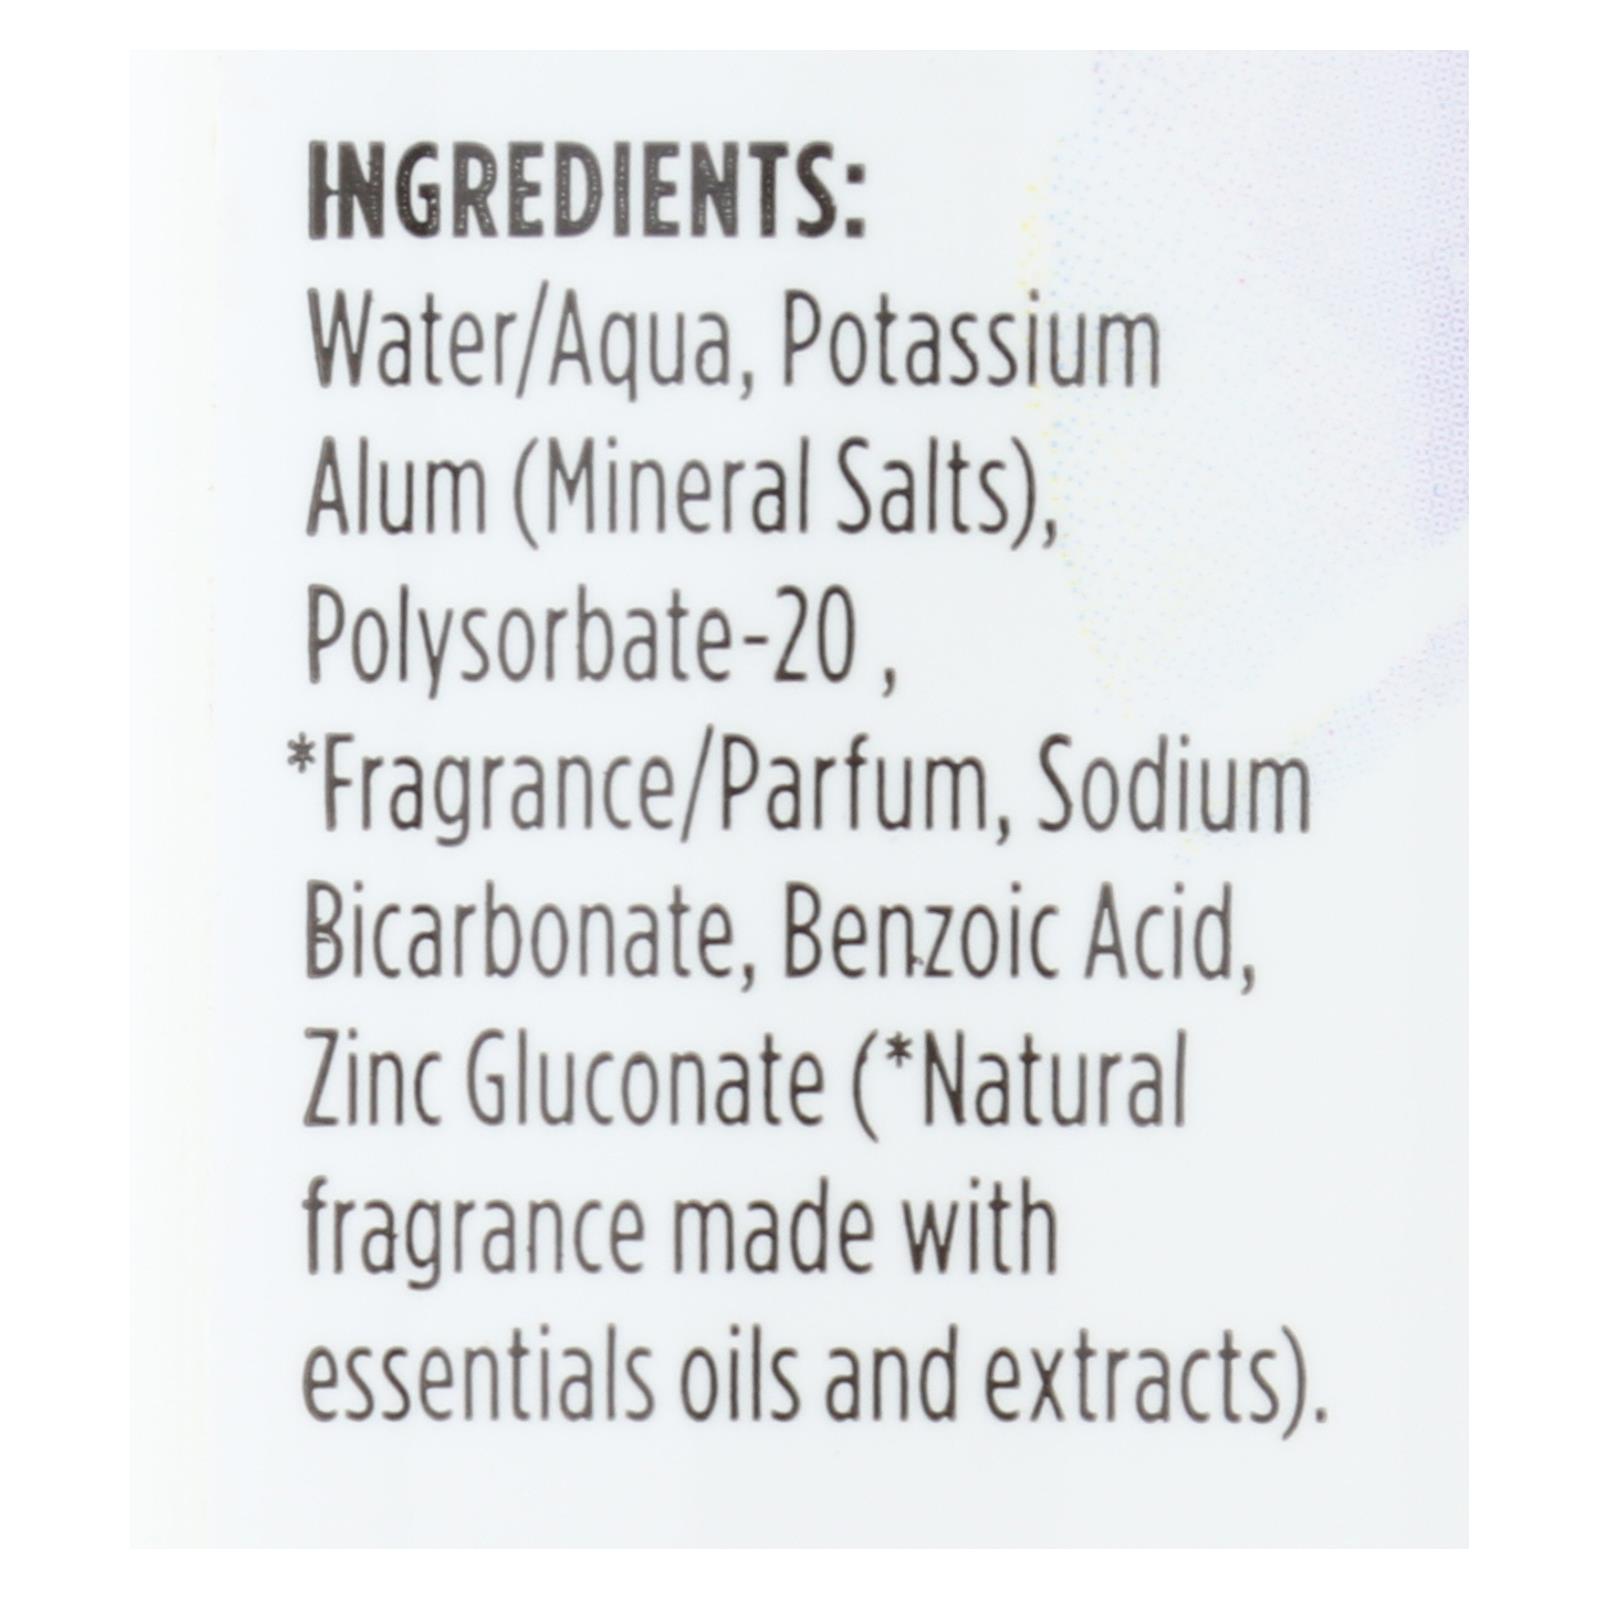 INGREDIENTS:
Water/Aqua, Potassium
Alum (Mineral Salts),
Polysorbate-20 ,
*Fragrance/Parfum, Sodium
Bicarbonate, Benzoic Acid,
Zinc Gluconate (*Natural
fragrance made with
essentials oils and extracts).